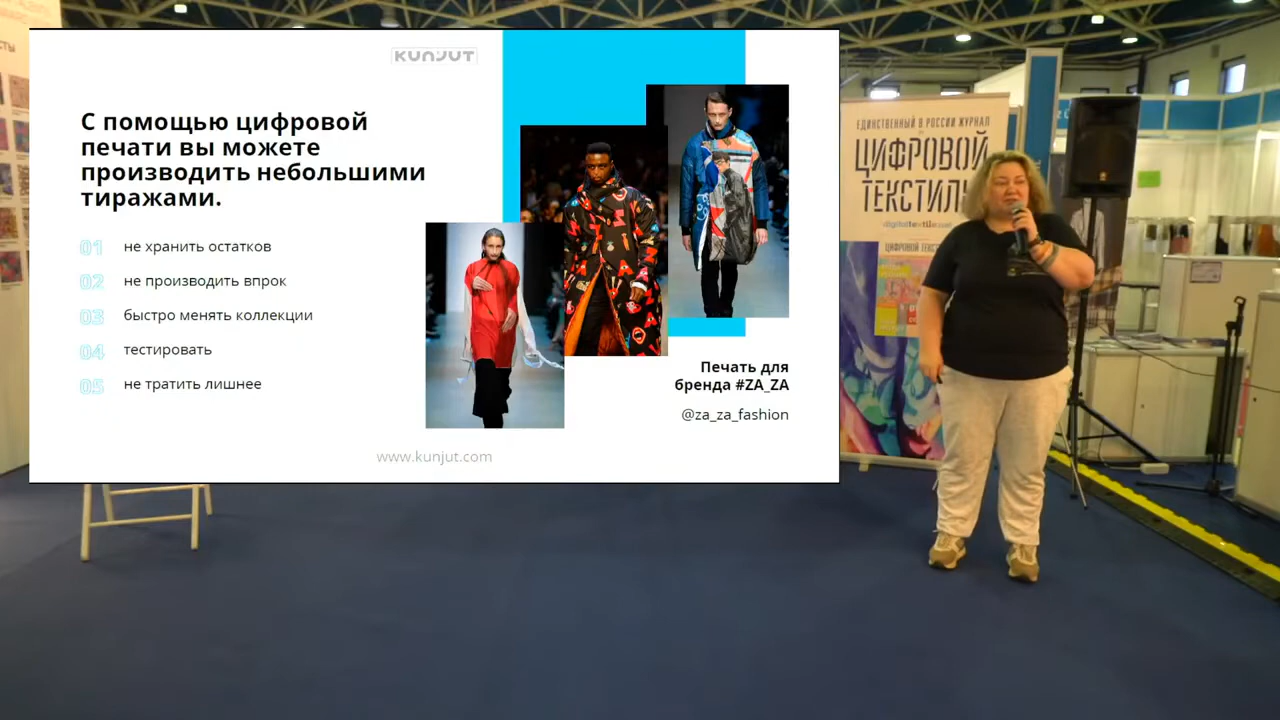 KUNJUT
С помощью цифровой
печати вы можете
производить небольшими
тиражами.
01 не хранить остатков
02 не производить впрок
03 быстро менять коллекции
04 тестировать
05 не тратить лишнее
Печать для
бренда #ZA_ZA
@za_za_fashion
www.kunjut.com
ЕДИНСТВЕННЫЙ В РОССИИ ЖУРНАЛ
ЦИФРОВОЙ
ТЕКСТИЛЬ
ЦИФРОВОЙ